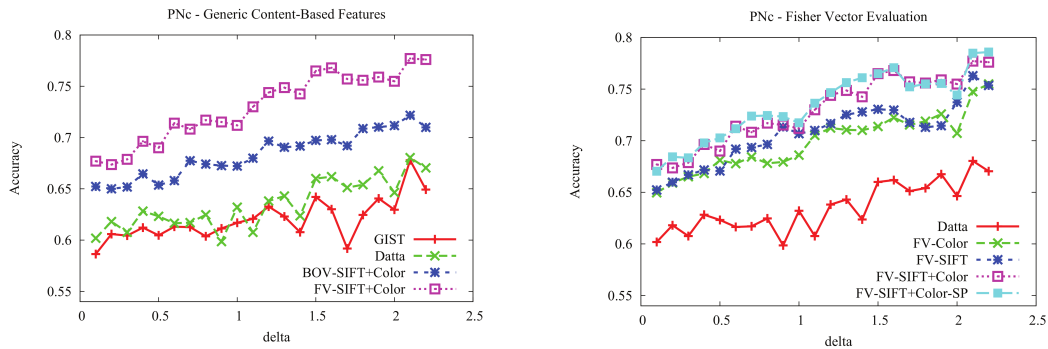 PNc - Generic Content-Based Features
0.8
0.75
0.7
0.65
0.6
0.55
Accuracy
0
0.5
1
1.5
2
2.5
delta
GIST
Datta
BOV-SIFT+Color
FV-SIFT+Color
PNc - Fisher Vector Evaluation
0.8
0.75
0.7
0.65
0.6
0.55
Accuracy
0
0.5
1
1.5
2
2.5
delta
Datta
FV-Color
FV-SIFT
FV-SIFT+Color
FV-SIFT+Color-SP